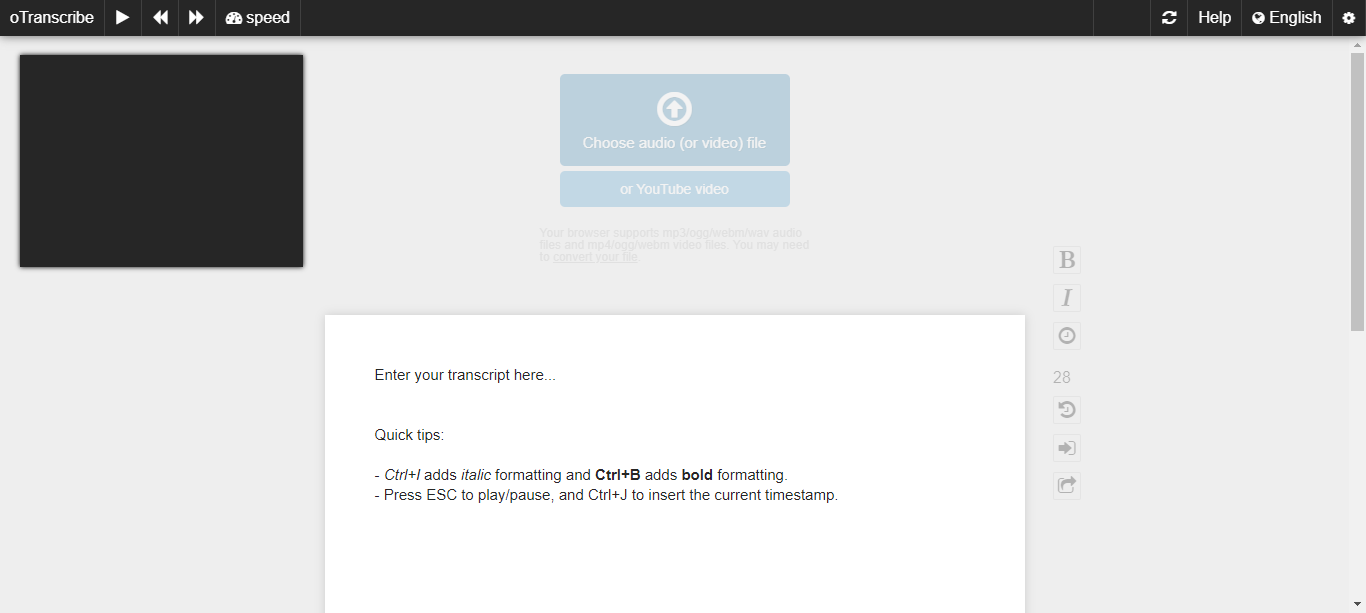 oTranscribe speed Help English
Choose audio (or video) file
or YouTube video
Your browser supports mp3/ogg/webm/wav audio
files and mp4/ogg/webm video files. You may need
to convert your file.
B
I
Enter your transcript here...
28
Quick tips:
- Ctrl+I adds italic formatting and Ctrl+B adds bold formatting.
- Press ESC to play/pause, and Ctrl+J to insert the current timestamp.